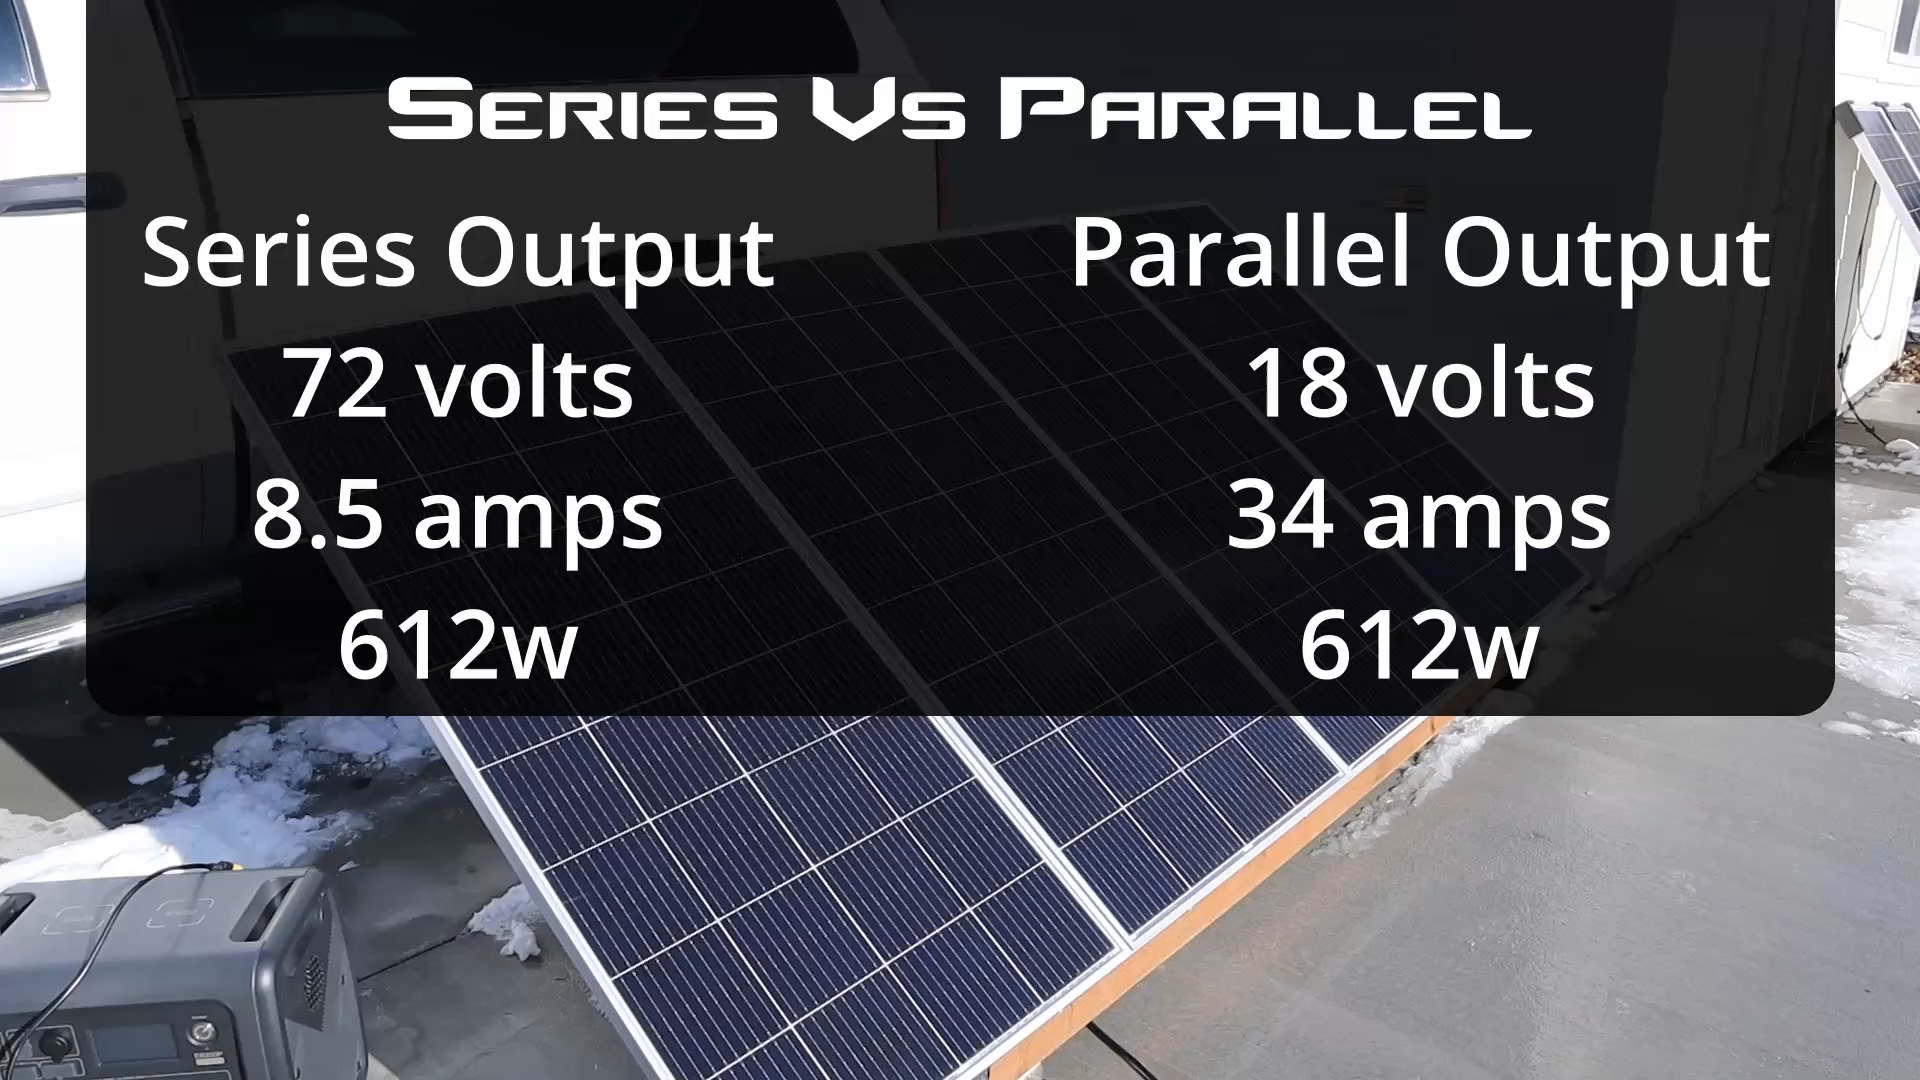 Series Vs Parallel
Series Output
72 volts
8.5 amps
612w
Parallel Output
18 volts
34 amps
612w